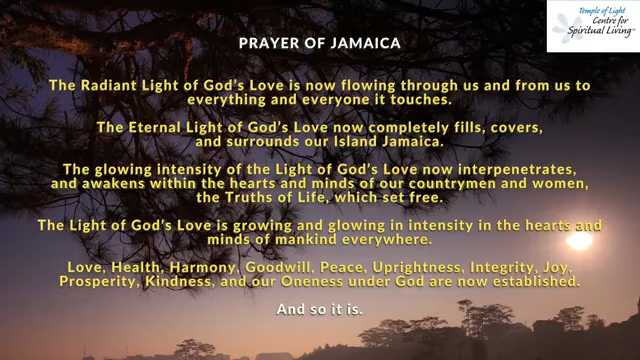 Temple of Light
Centre for
Spiritual Living™
PRAYER OF JAMAICA
The Radiant Light of God's Love is now flowing through us and from us to
everything and everyone it touches.
The Eternal Light of God's Love now completely fills, covers,
and surrounds our Island Jamaica.
The glowing intensity of the Light of God's Love now interpenetrates,
and awakens within the hearts and minds of our countrymen and women,
the Truths of Life, which set free.
The Light of God's Love is growing and glowing in intensity in the hearts and
minds of mankind everywhere.
Love, Health, Harmony, Goodwill, Peace, Uprightness, Integrity, Joy,
Prosperity, Kindness, and our Oneness under God are now established.
And so it is.